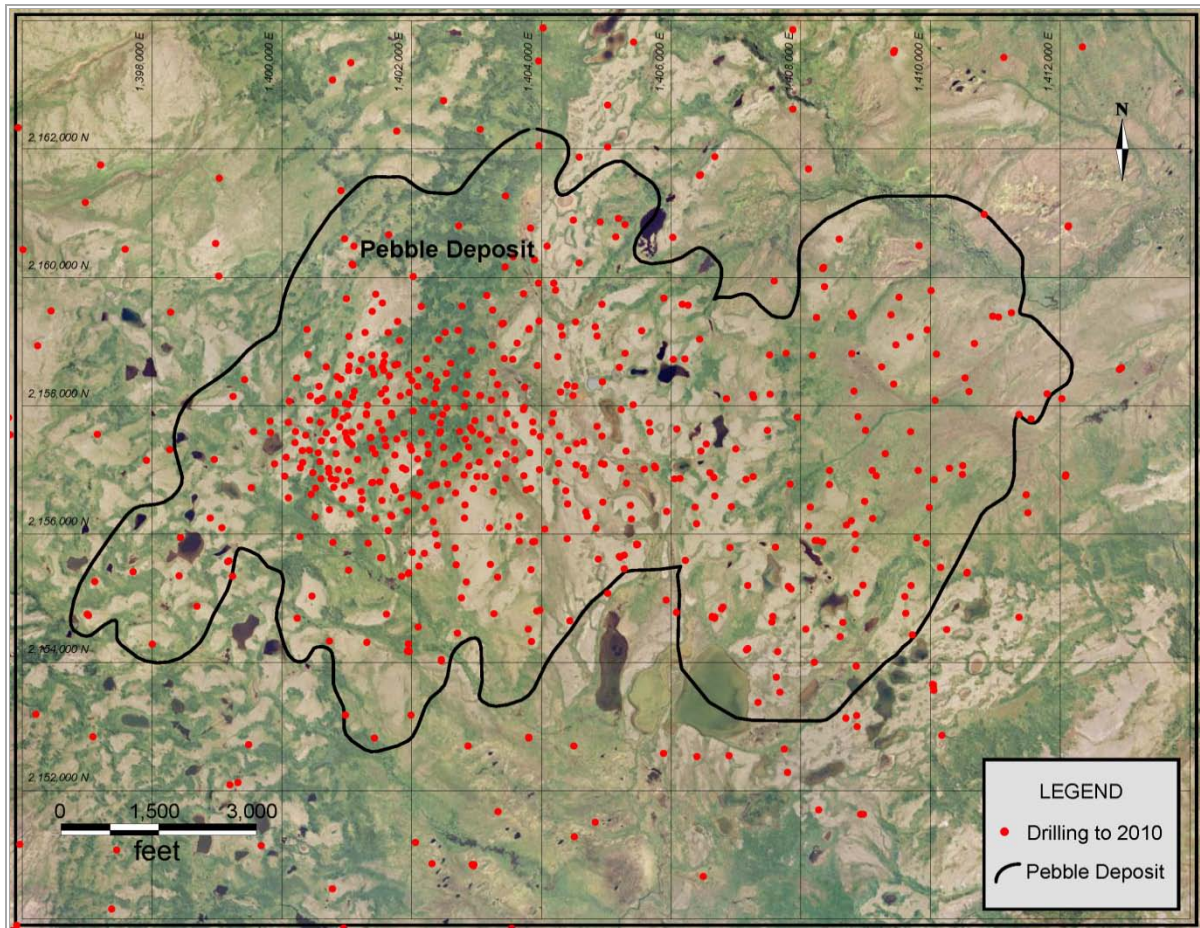 1,398,000 E
1,400,000 E
1,402,000 E
1,404,000 E
1,406,000 E
1,408,000 E
1,410,000 E
1,412,000 E
N
2,162,000 N
Pebble Deposit
2,160,000 N
2,158,000 N
2,156,000 N
2,154,000 N
2,152,000 N
0 1,500 3,000
feet
LEGEND
Drilling to 2010
Pebble Deposit